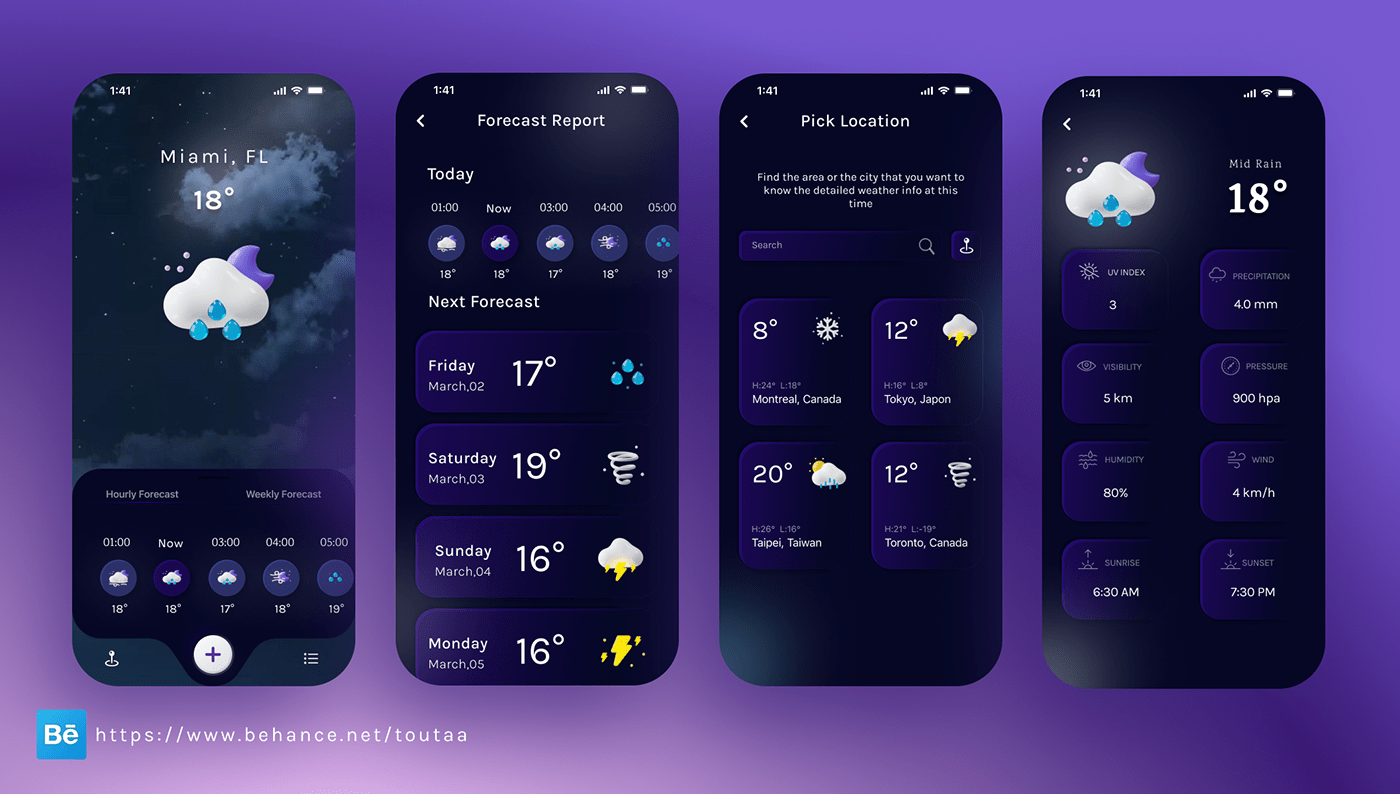 1:41
Miami, FL
18°
Hourly Forecast Weekly Forecast
01:00 Now 03:00 04:00 05:00
18° 18° 17° 18° 19°
1:41
Forecast Report
Today
01:00 Now 03:00 04:00 05:00
18° 18° 17° 18° 19°
Next Forecast
Friday
March,02
17°
Saturday
March,03
19°
Sunday
March,04
16°
Monday
March,05
16°
1:41
Pick Location
Find the area or the city that you want to
know the detailed weather info at this
time
Search
8°
H:24° L:18°
Montreal, Canada
12°
H:16° L:8°
Tokyo, Japon
20°
H:26° L:16°
Taipei, Taiwan
12°
H:21° L:-19°
Toronto, Canada
1:41
Mid Rain
18°
UV INDEX
3
PRECIPITATION
4.0 mm
VISIBILITY
5 km
PRESSURE
900 hpa
HUMIDITY
80%
WIND
4 km/h
SUNRISE
6:30 AM
SUNSET
7:30 PM
Bē https://www.behance.net/toutaa